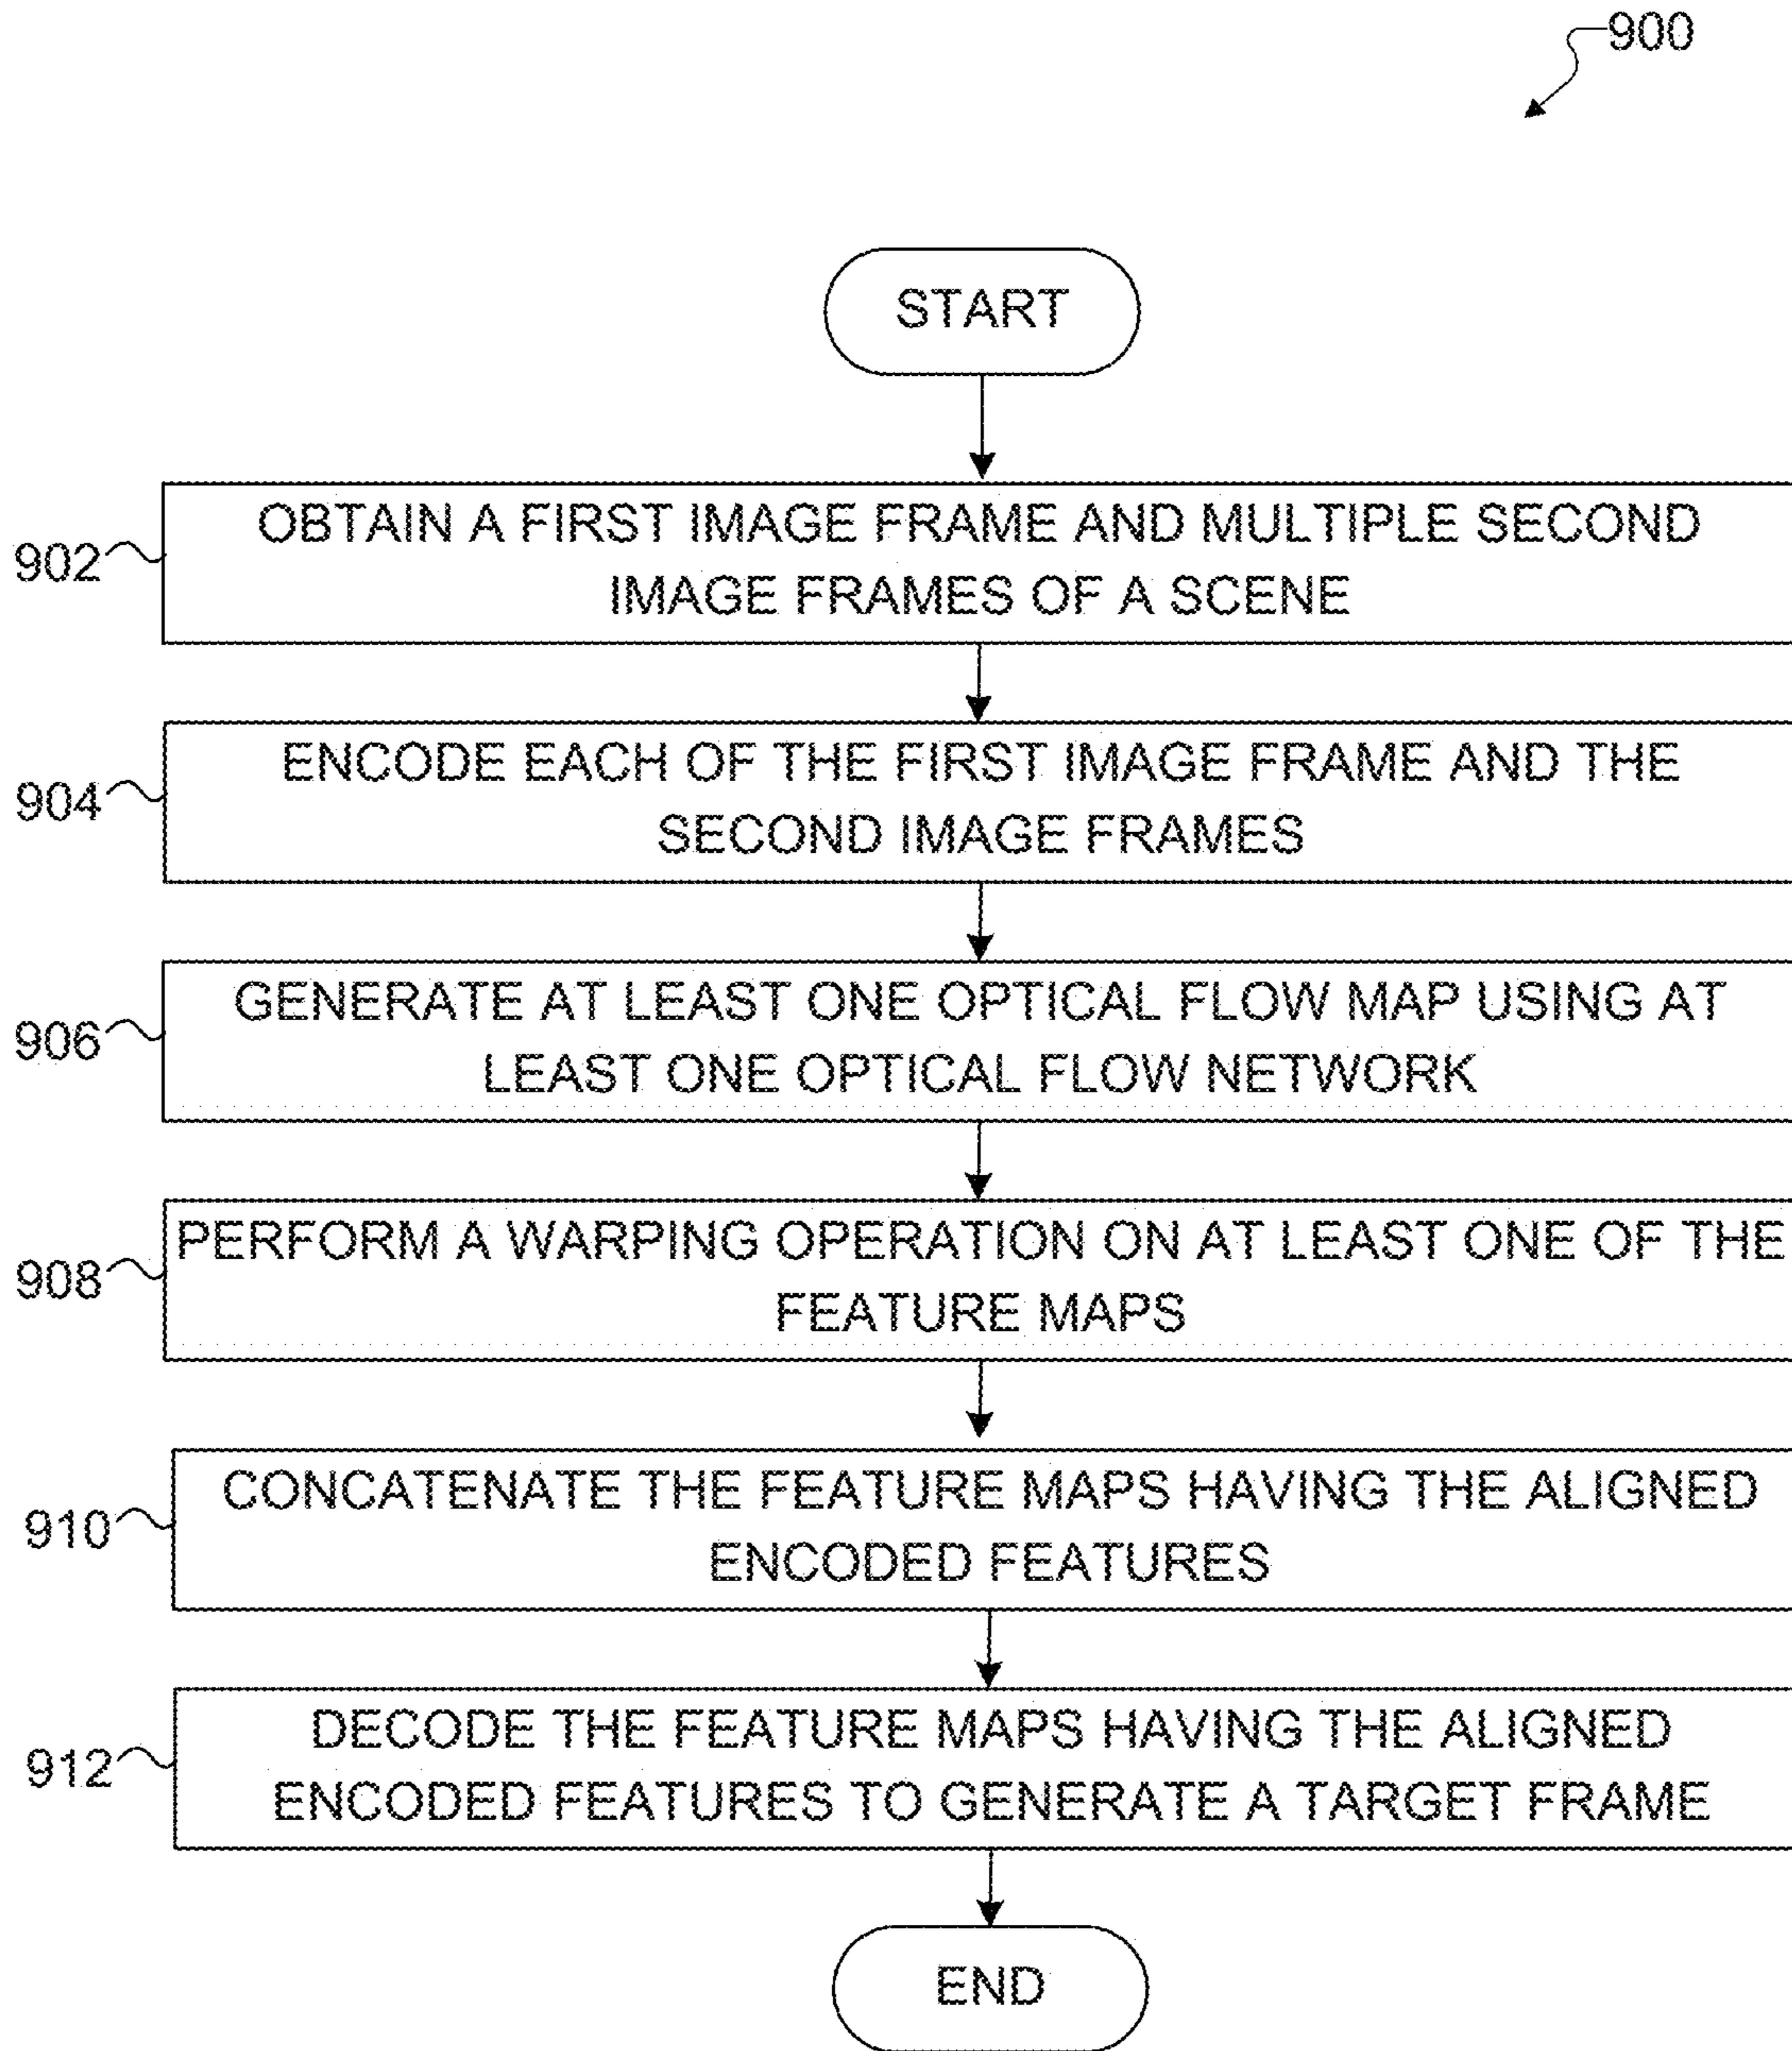 900
START
902
OBTAIN A FIRST IMAGE FRAME AND MULTIPLE SECOND
IMAGE FRAMES OF A SCENE
904
ENCODE EACH OF THE FIRST IMAGE FRAME AND THE
SECOND IMAGE FRAMES
906
GENERATE AT LEAST ONE OPTICAL FLOW MAP USING AT
LEAST ONE OPTICAL FLOW NETWORK
908
PERFORM A WARPING OPERATION ON AT LEAST ONE OF THE
FEATURE MAPS
910
CONCATENATE THE FEATURE MAPS HAVING THE ALIGNED
ENCODED FEATURES
912
DECODE THE FEATURE MAPS HAVING THE ALIGNED
ENCODED FEATURES TO GENERATE A TARGET FRAME
END